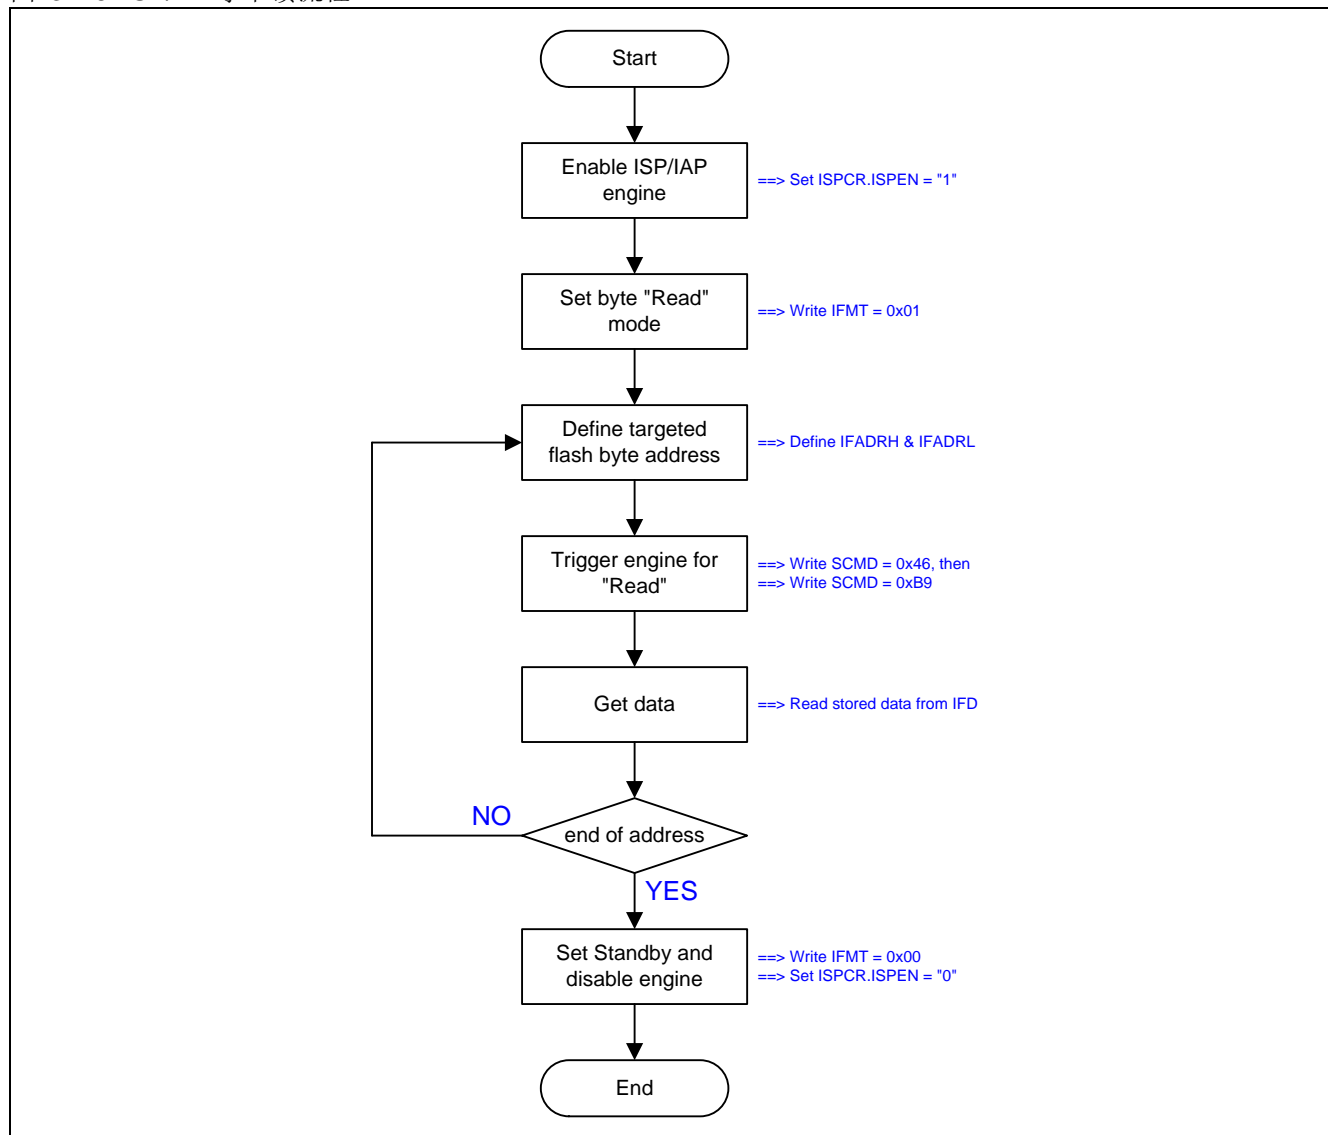 Start
Enable ISP/IAP
engine
==> Set ISPCR.ISPEN = "1"
Set byte "Read"
mode
==> Write IFMT = 0x01
Define targeted
flash byte address
==> Define IFADRH & IFADRL
Trigger engine for
"Read"
==> Write SCMD = 0x46, then
==> Write SCMD = 0xB9
Get data
==> Read stored data from IFD
end of address
NO
YES
Set Standby and
disable engine
==> Write IFMT = 0x00
==> Set ISPCR.ISPEN = "0"
End